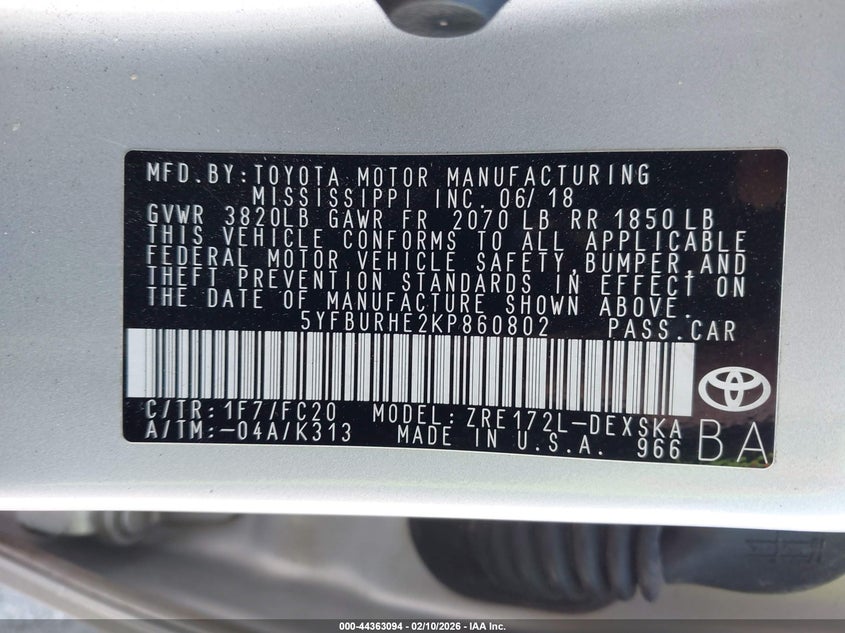 MFD.BY:TOYOTA MOTOR MANUFACTURING
MISSISSIPPI INC. 06/18
GVWR 3820LB GAWR FR 2070 LB RR 1850 LB
THIS VEHICLE CONFORMS TO ALL APPLICABLE
FEDERAL MOTOR VEHICLE SAFETY,BUMPER,AND
THEFT PREVENTION STANDARDS IN EFFECT ON
THE DATE OF MANUFACTURE SHOWN ABOVE.
5YFBURHE2KP860802 PASS.CAR
C/TR:1F7/FC20 MODEL:ZRE172L-DEXSKA
A/TM:-04A/K313 MADE IN U.S.A. 966
BA
000-44363094 - 02/10/2026 - IAA Inc.